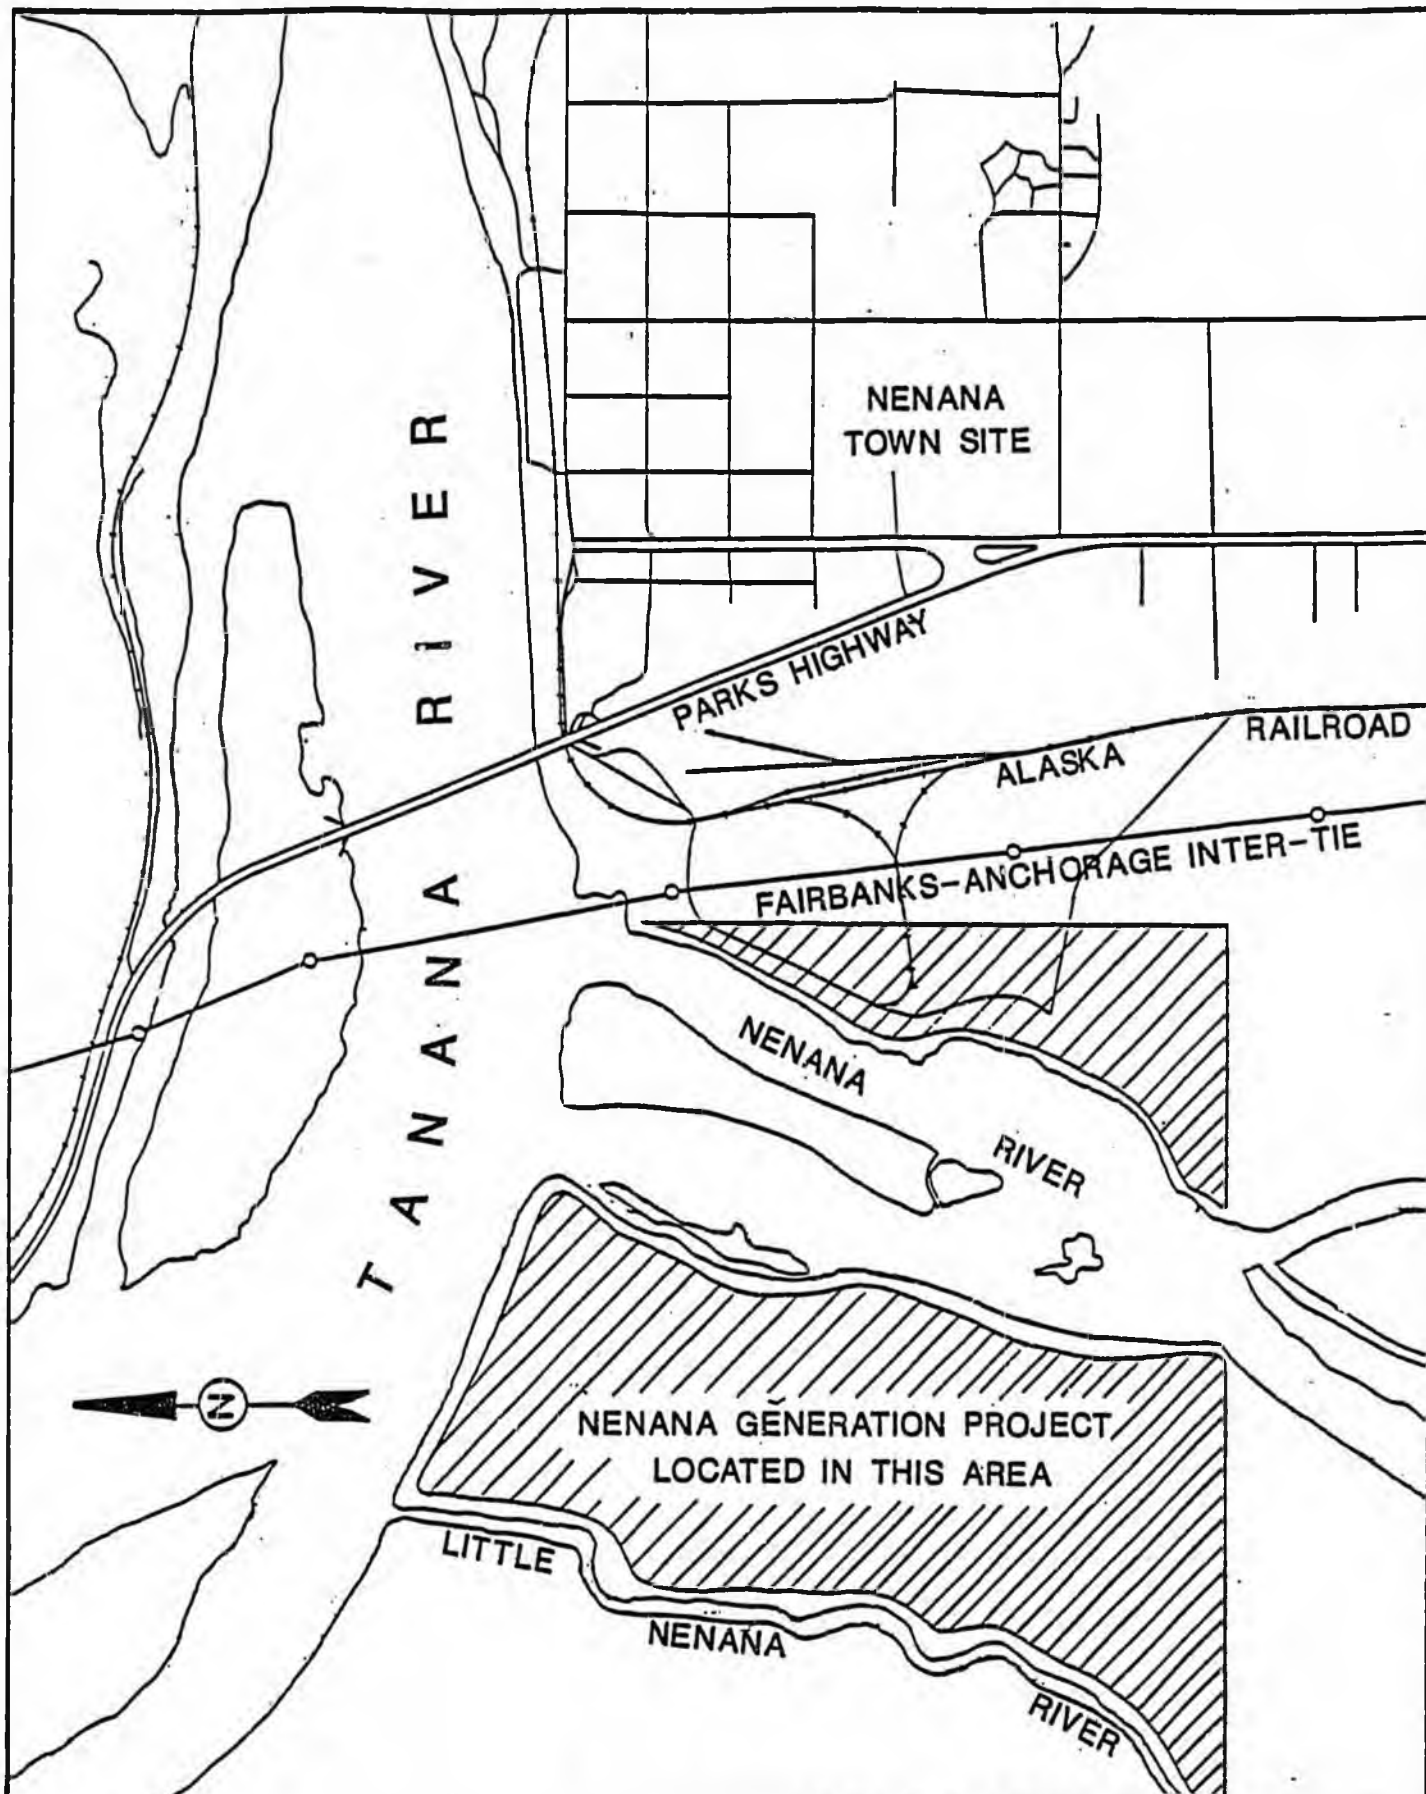 NENANA
TOWN SITE
TANANA RIVER
PARKS HIGHWAY
ALASKA RAILROAD
FAIRBANKS-ANCHORAGE INTER-TIE
NENANA RIVER
N
NENANA GENERATION PROJECT
LOCATED IN THIS AREA
LITTLE NENANA RIVER